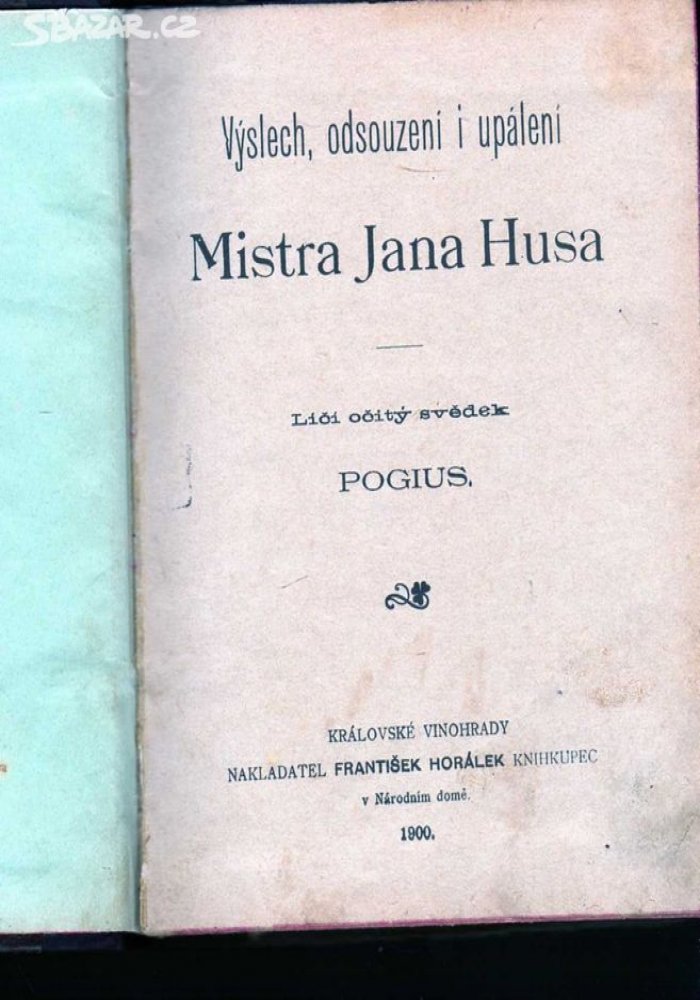 SBAZAR.CZ
Výslech, odsouzení i upálení
Mistra Jana Husa
Líčí očitý svědek
POGIUS.
KRÁLOVSKÉ VINOHRADY
NAKLADATEL FRANTIŠEK HORÁLEK KNIHKUPEC
v Národním domě.
1900.